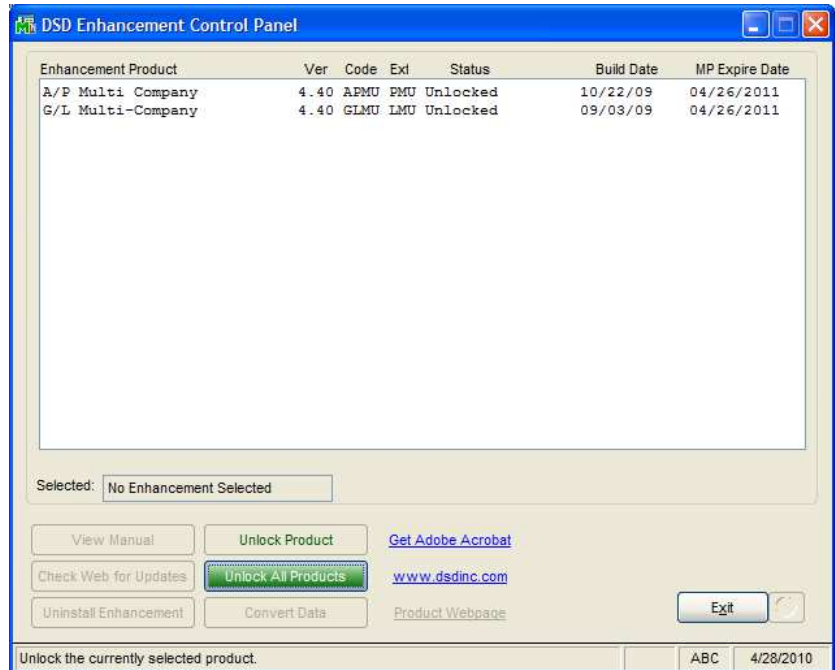 DSD Enhancement Control Panel
Enhancement Product Ver Code Ext Status Build Date MP Expire Date
A/P Multi Company 4.40 APMU PMU Unlocked 10/22/09 04/26/2011
G/L Multi-Company 4.40 GLMU LMU Unlocked 09/03/09 04/26/2011
Selected: No Enhancement Selected
View Manual Unlock Product Get Adobe Acrobat
Check Web for Updates Unlock All Products www.dsdinc.com
Uninstall Enhancement Convert Data Product Webpage Exit
Unlock the currently selected product. ABC 4/28/2010